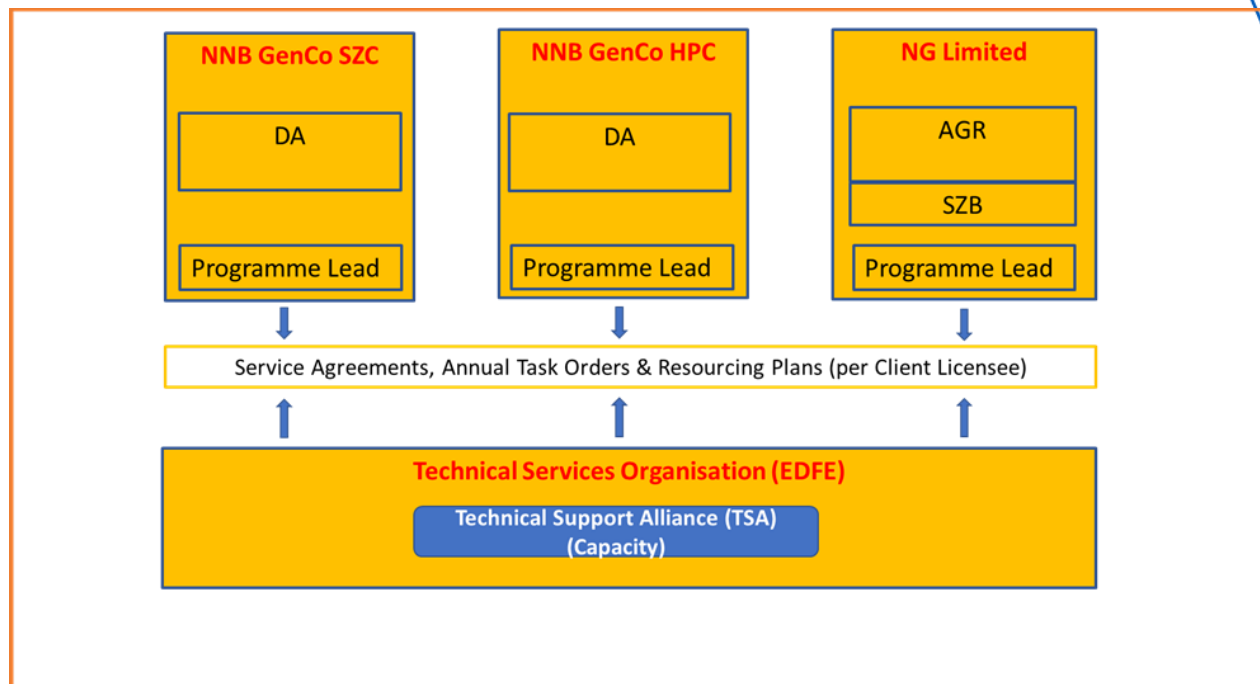 NNB GenCo SZC
DA
Programme Lead
NNB GenCo HPC
DA
Programme Lead
NG Limited
AGR
SZB
Programme Lead
Service Agreements, Annual Task Orders & Resourcing Plans (per Client Licensee)
Technical Services Organisation (EDFE)
Technical Support Alliance (TSA)
(Capacity)